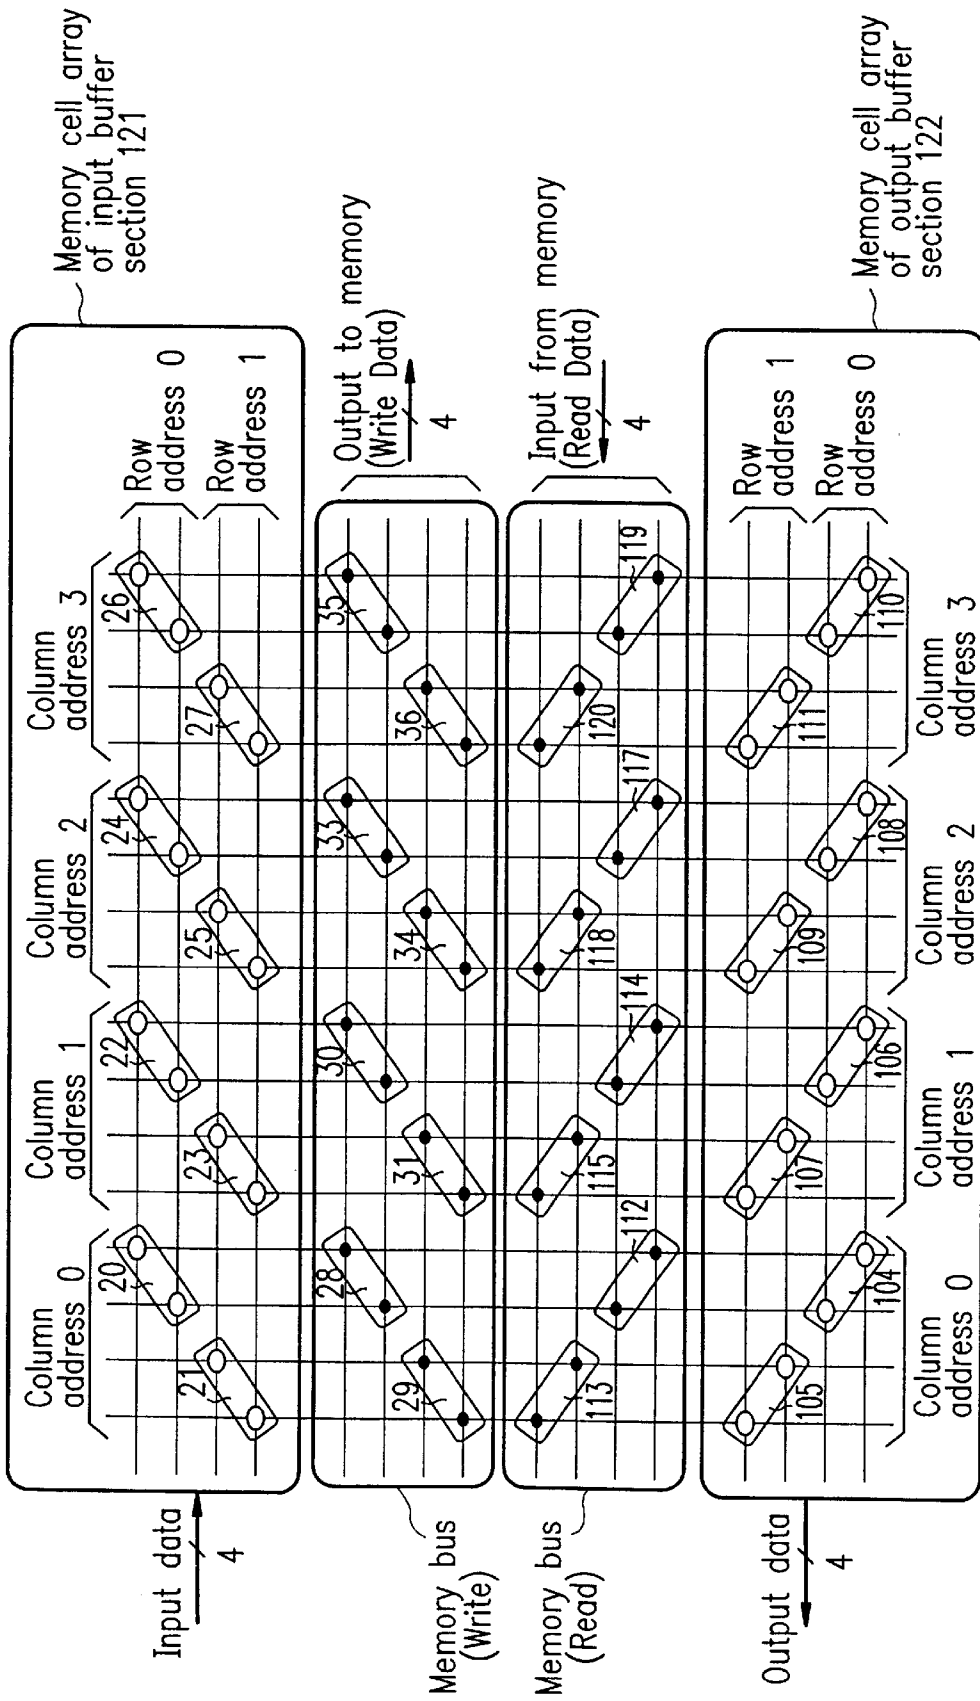 Memory cell array
of input buffer
section 121
Column
address 0
Column
address 1
Column
address 2
Column
address 3
Row
address 0
Row
address 1
20
21
22
23
24
25
26
27
Input data
4
Output to memory
(Write Data)
4
28
29
30
31
33
34
35
36
Memory bus
(Write)
Input from memory
(Read Data)
4
112
113
114
115
117
118
119
120
Memory bus
(Read)
Row
address 1
Row
address 0
104
105
106
107
108
109
110
111
Output data
4
Column
address 0
Column
address 1
Column
address 2
Column
address 3
Memory cell array
of output buffer
section 122